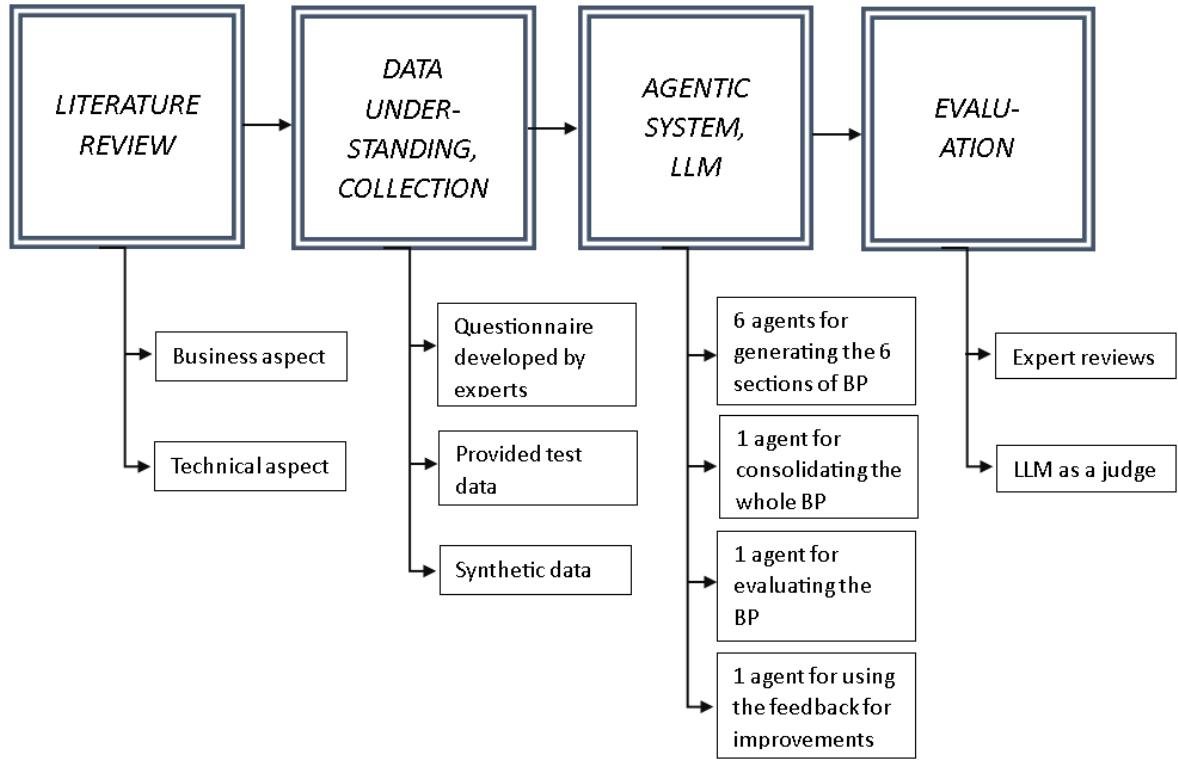 LITERATURE
REVIEW
DATA
UNDER-
STANDING,
COLLECTION
AGENTIC
SYSTEM,
LLM
EVALU-
ATION
Business aspect
Technical aspect
Questionnaire
developed by
experts
Provided test
data
Synthetic data
6 agents for
generating the 6
sections of BP
1 agent for
consolidating the
whole BP
1 agent for
evaluating the
BP
1 agent for using
the feedback for
improvements
Expert reviews
LLM as a judge